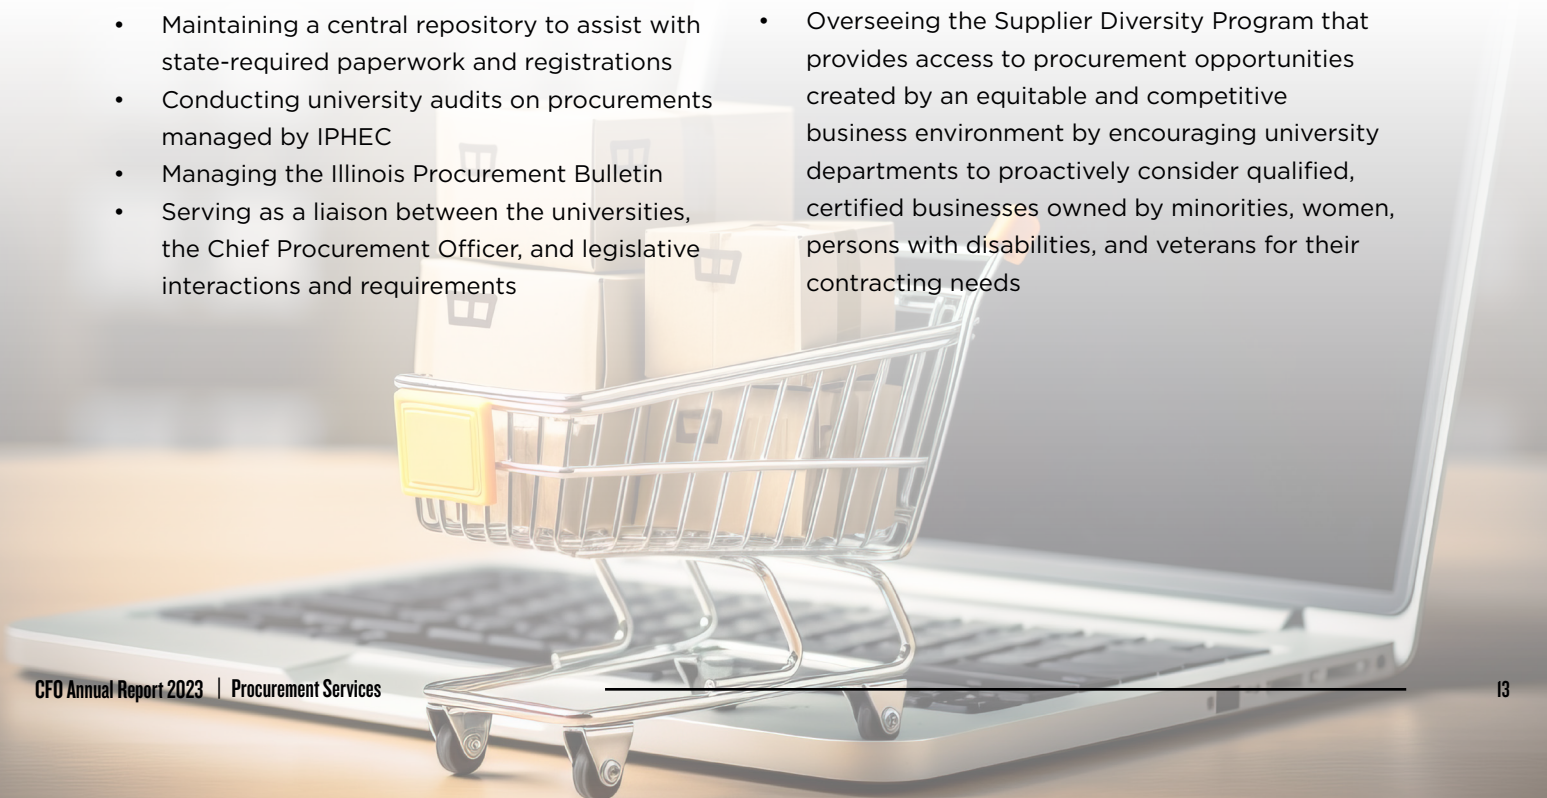 • Maintaining a central repository to assist with
state-required paperwork and registrations
• Conducting university audits on procurements
managed by IPHEC
• Managing the Illinois Procurement Bulletin
• Serving as a liaison between the universities,
the Chief Procurement Officer, and legislative
interactions and requirements
• Overseeing the Supplier Diversity Program that
provides access to procurement opportunities
created by an equitable and competitive
business environment by encouraging university
departments to proactively consider qualified,
certified businesses owned by minorities, women,
persons with disabilities, and veterans for their
contracting needs
CFO Annual Report 2023 | Procurement Services
13